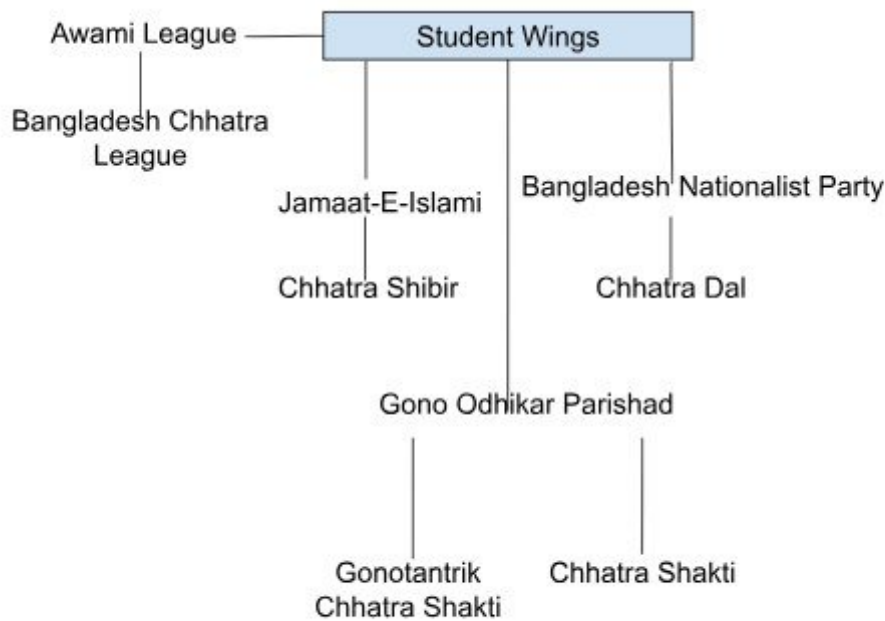 Awami League
Student Wings
Bangladesh Chhatra
League
Jamaat-E-Islami
Bangladesh Nationalist Party
Chhatra Shibir
Chhatra Dal
Gono Odhikar Parishad
Gonotantrik
Chhatra Shakti
Chhatra Shakti